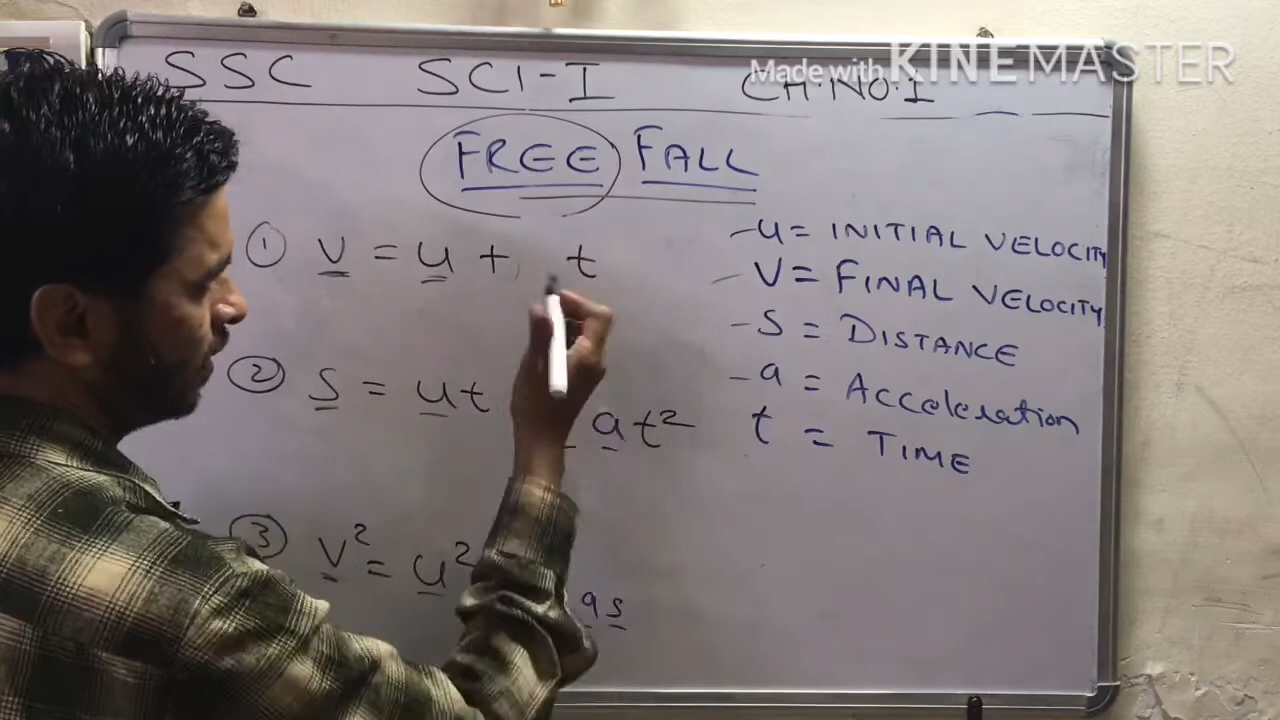 Made with KINEMASTER
SSC SCI-I CH.NO.I
FREE FALL
① v = u + t
② s = ut at²
③ v² = u² as
- u = INITIAL VELOCITY
- v = FINAL VELOCITY
- s = DISTANCE
- a = Acceleration
t = TIME